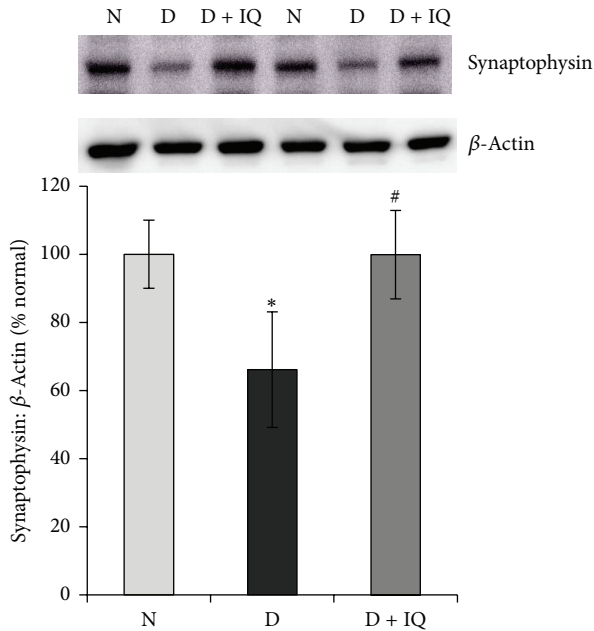 N D D + IQ N D D + IQ
Synaptophysin
β-Actin
120
100
80
60
40
20
0
Synaptophysin: β-Actin (% normal)
*
#
N D D + IQ